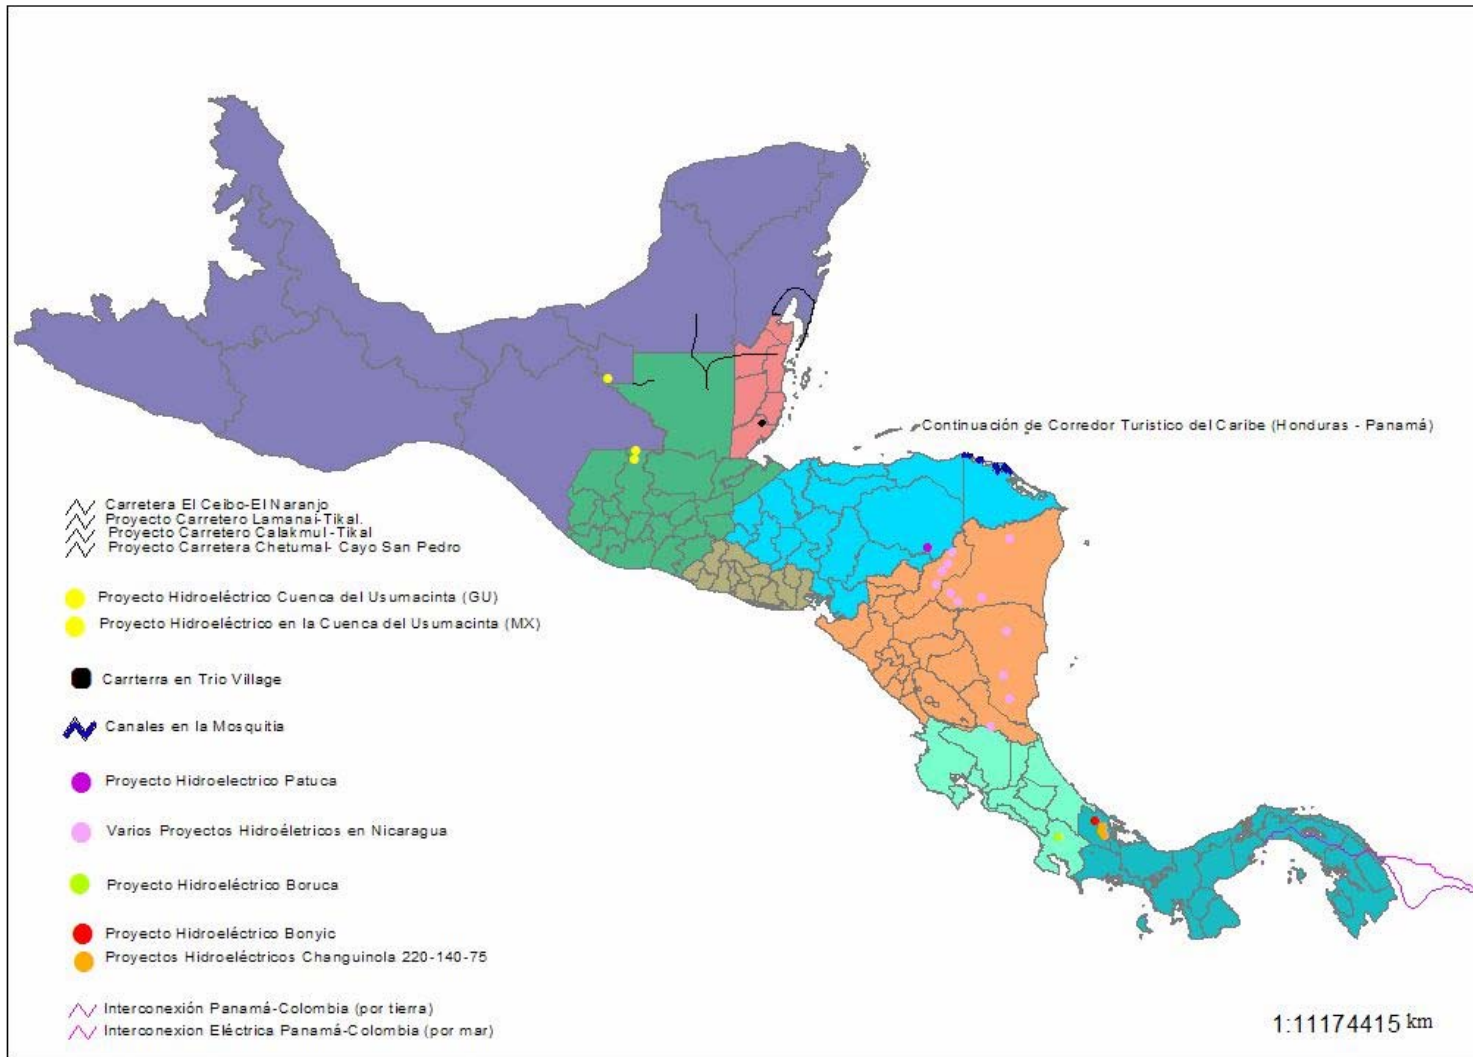 Continuación de Corredor Turistico del Caribe (Honduras - Panamá)
Carretera El Ceibo-El Naranjo
Proyecto Carretero Lamanai-Tikal.
Proyecto Carretero Calakmul -Tikal
Proyecto Carretera Chetumal- Cayo San Pedro
Proyecto Hidroeléctrico Cuenca del Usumacinta (GU)
Proyecto Hidroeléctrico en la Cuenca del Usumacinta (MX)
Carrterra en Trio Village
Canales en la Mosquitia
Proyecto Hidroelectrico Patuca
Varios Proyectos Hidroéletricos en Nicaragua
Proyecto Hidroeléctrico Boruca
Proyecto Hidroeléctrico Bonyic
Proyectos Hidroeléctricos Changuinola 220-140-75
Interconexión Panamá-Colombia (por tierra)
Interconexion Eléctrica Panamá-Colombia (por mar)
1:11174415 km